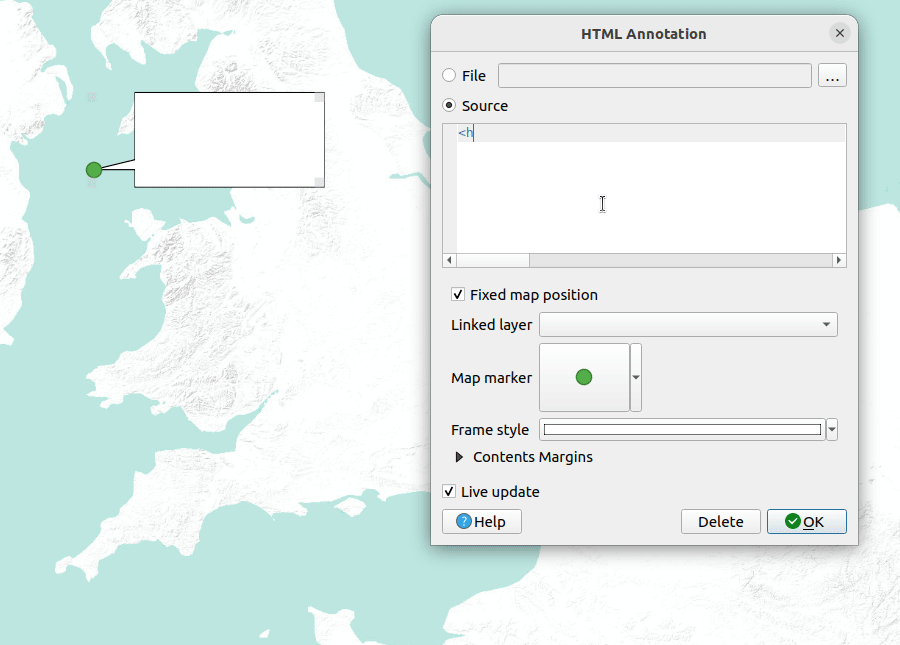 HTML Annotation
File
...
Source
<h
Fixed map position
Linked layer
Map marker
Frame style
Contents Margins
Live update
? Help
Delete
OK